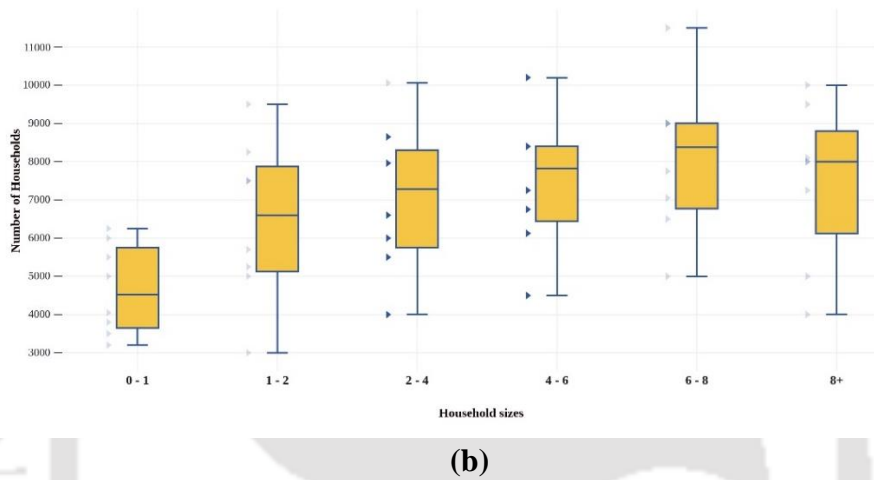 Number of Households
11000
10000
9000
8000
7000
6000
5000
4000
3000
0 - 1 1 - 2 2 - 4 4 - 6 6 - 8 8+
Household sizes
(b)